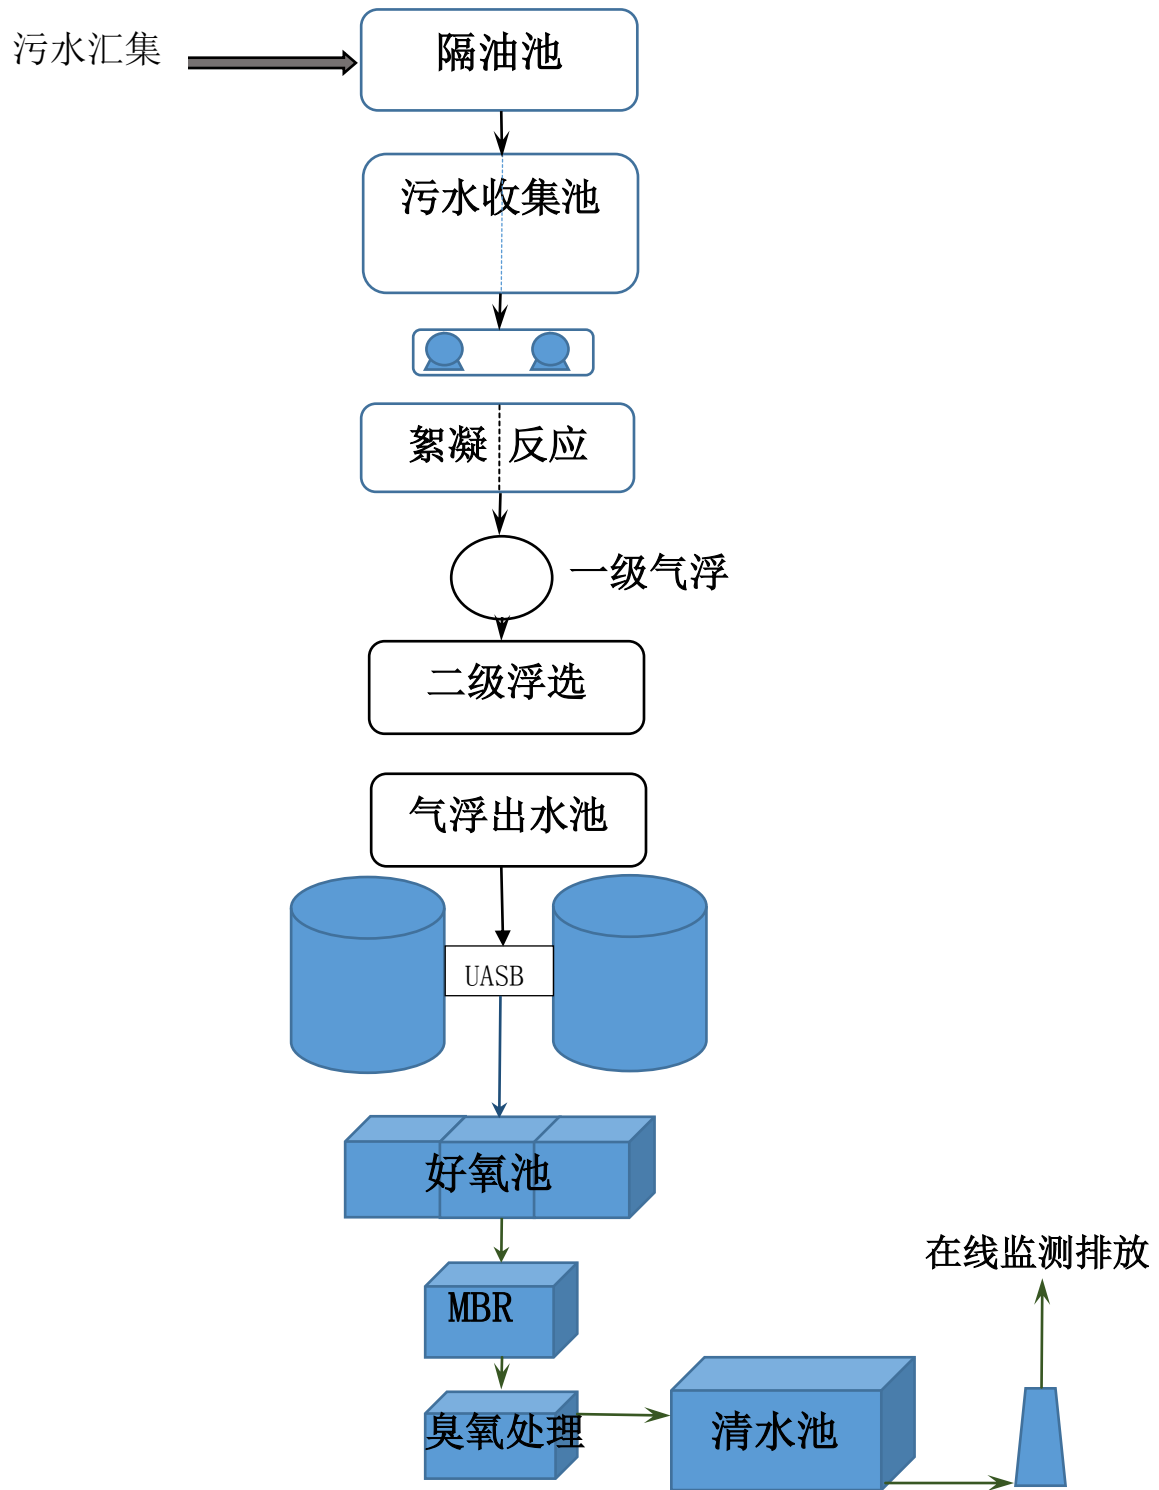 污水汇集
隔油池
污水收集池
絮凝 反应
一级气浮
二级浮选
气浮出水池
UASB
好氧池
在线监测排放
MBR
臭氧处理
清水池